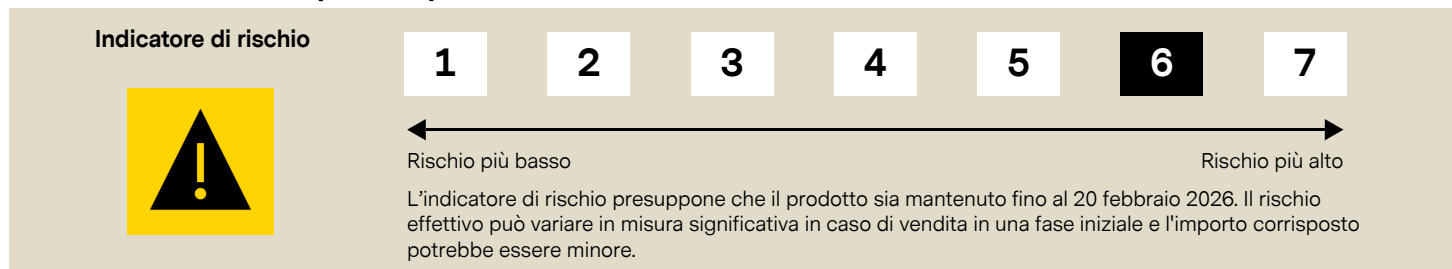 Indicatore di rischio
1 2 3 4 5 6 7
Rischio più basso Rischio più alto
L’indicatore di rischio presuppone che il prodotto sia mantenuto fino al 20 febbraio 2026. Il rischio
effettivo può variare in misura significativa in caso di vendita in una fase iniziale e l'importo corrisposto
potrebbe essere minore.